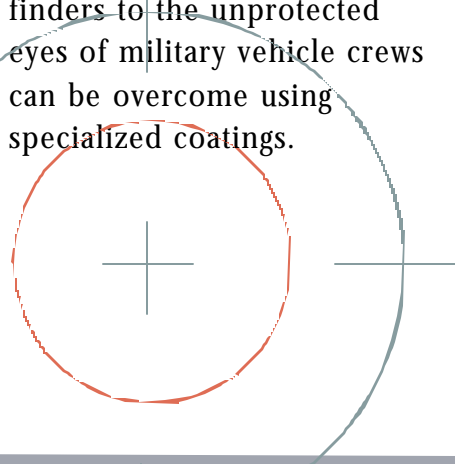 finders to the unprotected
eyes of military vehicle crews
can be overcome using
specialized coatings.